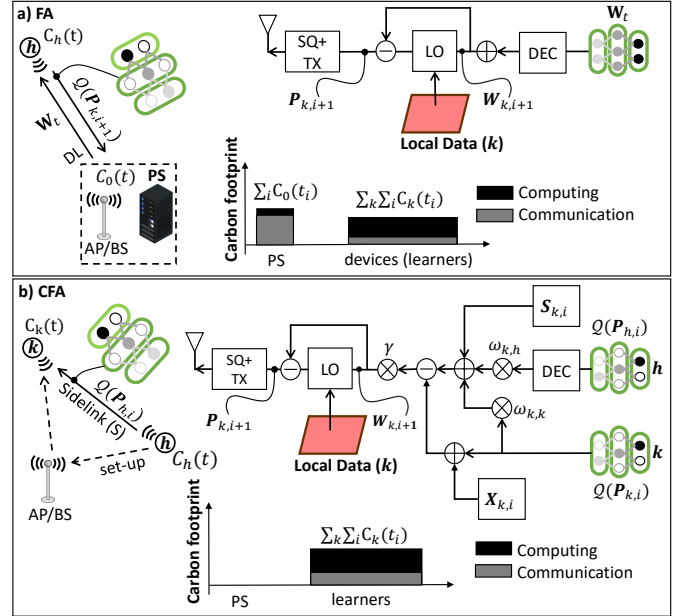 a) FA
C_h(t)
h
Q(P_{k,i+1})
W_t
DL
C_0(t)
PS
AP/BS
SQ+
TX
−
LO
+
DEC
W_t
P_{k,i+1}
W_{k,i+1}
Local Data (k)
Carbon footprint
∑_i C_0(t_i)
∑_k ∑_i C_k(t_i)
Computing
Communication
PS
devices (learners)
b) CFA
C_k(t)
k
Q(P_{h,i})
Sidelink (S)
h
C_h(t)
set-up
AP/BS
SQ+
TX
−
LO
γ
×
−
+
ω_{k,h}
×
DEC
S_{k,i}
Q(P_{h,i})
h
×
ω_{k,k}
P_{k,i+1}
W_{k,i+1}
Local Data (k)
+
k
X_{k,i}
Q(P_{k,i})
Carbon footprint
∑_k ∑_i C_k(t_i)
Computing
Communication
PS
learners